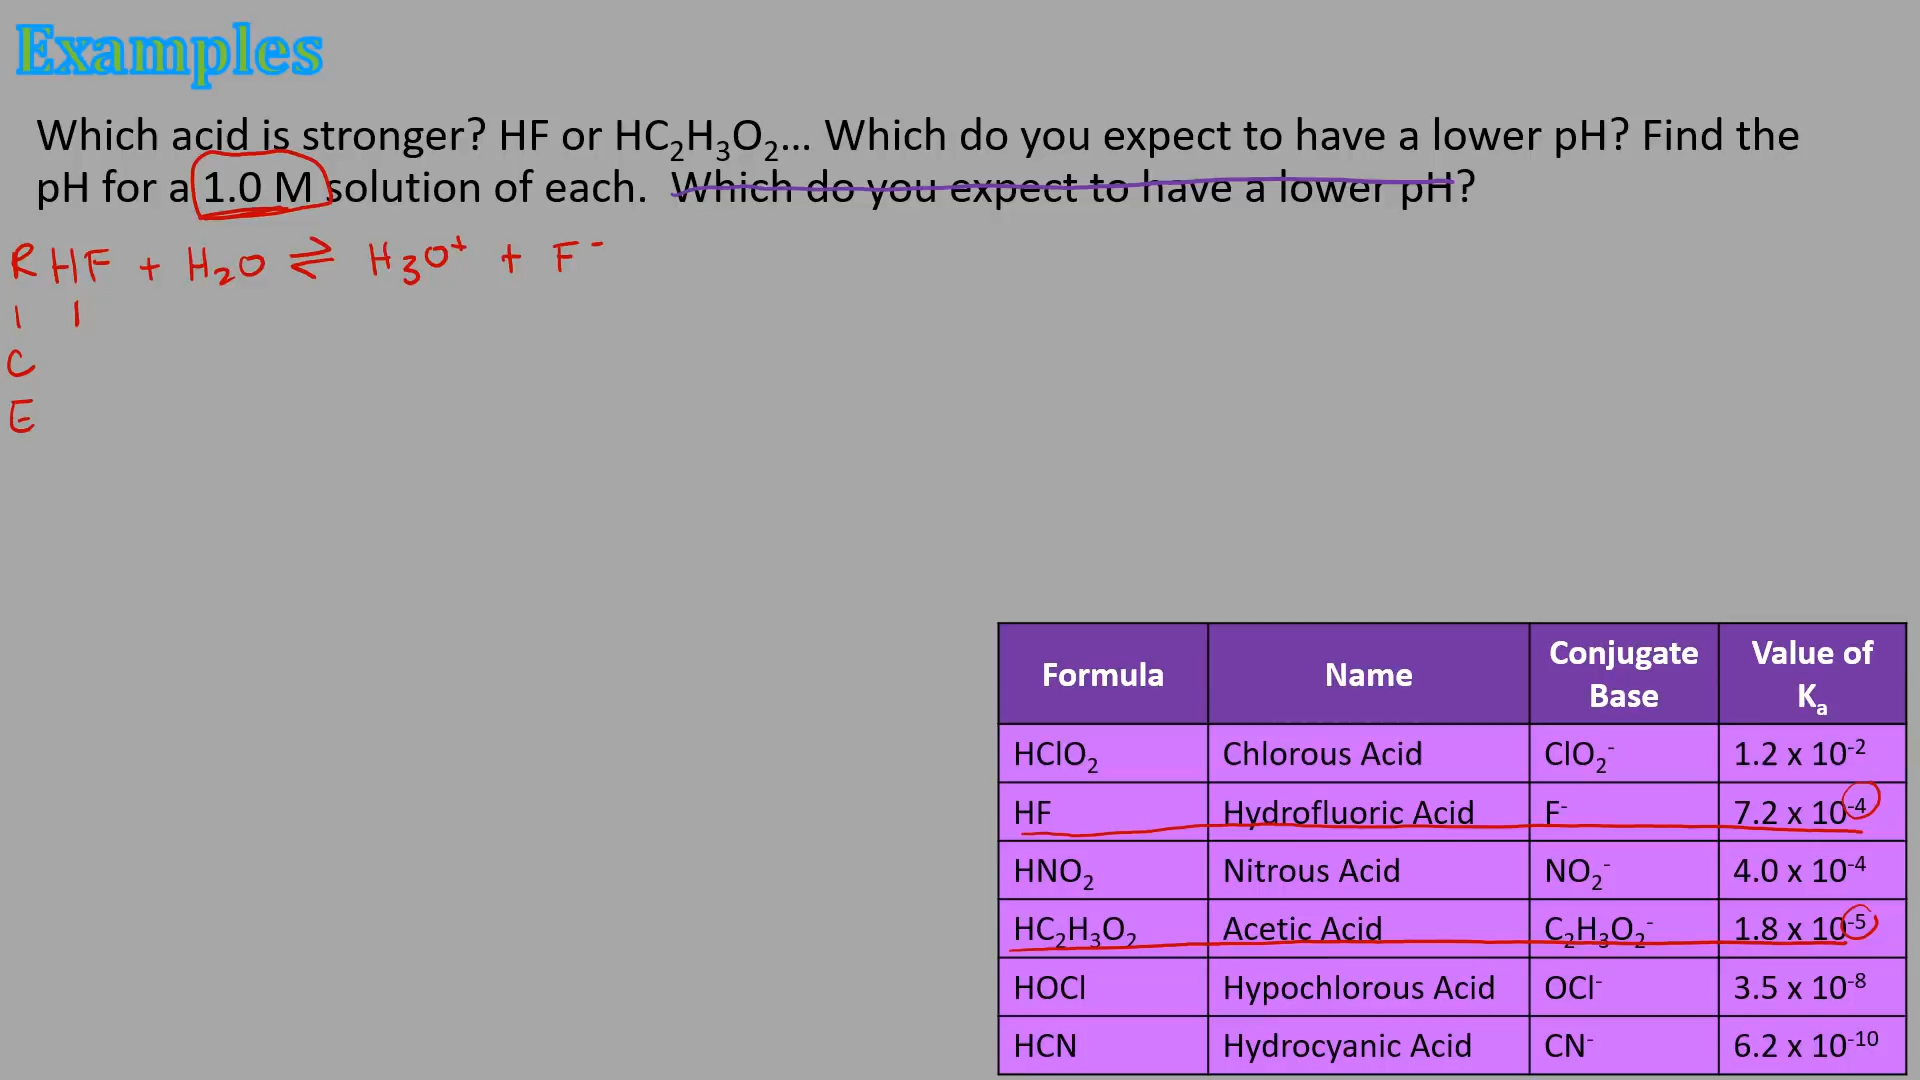 Examples
Which acid is stronger? HF or HC₂H₃O₂... Which do you expect to have a lower pH? Find the
pH for a 1.0 M solution of each. Which do you expect to have a lower pH?
R HF + H₂O ⇌ H₃O⁺ + F⁻
I 1
C
E
Formula Name Conjugate Base Value of Kₐ
HClO₂ Chlorous Acid ClO₂⁻ 1.2 x 10⁻²
HF Hydrofluoric Acid F⁻ 7.2 x 10⁻⁴
HNO₂ Nitrous Acid NO₂⁻ 4.0 x 10⁻⁴
HC₂H₃O₂ Acetic Acid C₂H₃O₂⁻ 1.8 x 10⁻⁵
HOCl Hypochlorous Acid OCl⁻ 3.5 x 10⁻⁸
HCN Hydrocyanic Acid CN⁻ 6.2 x 10⁻¹⁰